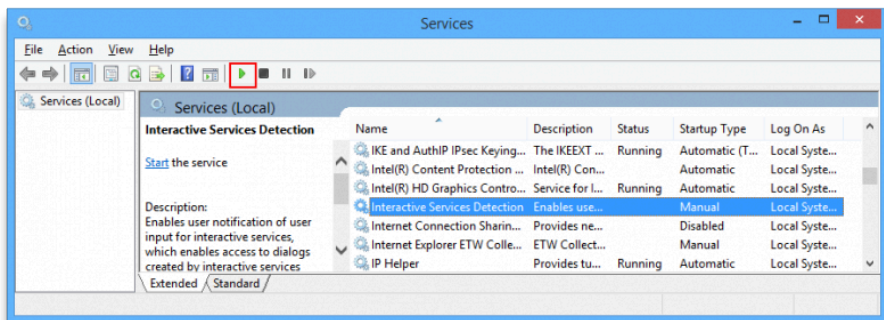 Services
File Action View Help
Services (Local)
Services (Local)
Interactive Services Detection
Start the service
Description:
Enables user notification of user
input for interactive services,
which enables access to dialogs
created by interactive services
Name Description Status Startup Type Log On As
IKE and AuthIP IPsec Keying... The IKEEXT ... Running Automatic (T... Local Syste...
Intel(R) Content Protection ... Intel(R) Con... Automatic Local Syste...
Intel(R) HD Graphics Contro... Service for I... Running Automatic Local Syste...
Interactive Services Detection Enables use... Manual Local Syste...
Internet Connection Sharin... Provides ne... Disabled Local Syste...
Internet Explorer ETW Colle... ETW Collect... Manual Local Syste...
IP Helper Provides tu... Running Automatic Local Syste...
Extended Standard